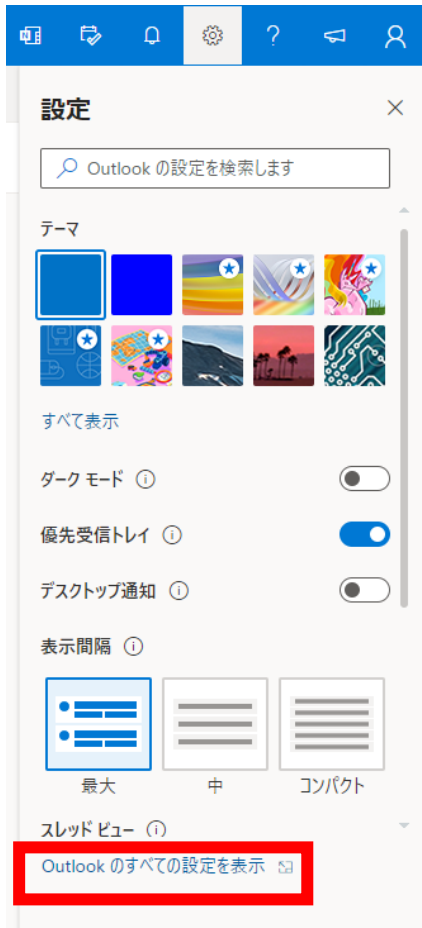 設定
Outlook の設定を検索します
テーマ
すべて表示
ダーク モード
優先受信トレイ
デスクトップ通知
表示間隔
最大 中 コンパクト
スレッド ビュー
Outlook のすべての設定を表示